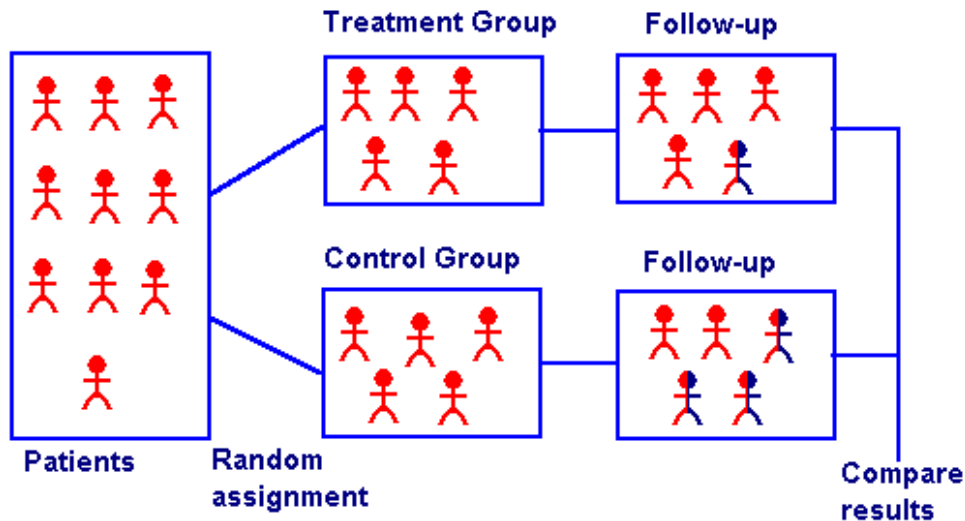 Treatment Group
Follow-up
Control Group
Follow-up
Patients
Random
assignment
Compare
results